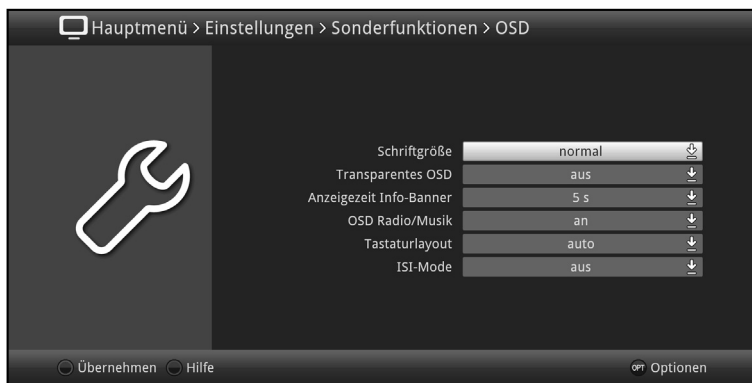 Hauptmenü > Einstellungen > Sonderfunktionen > OSD
Schriftgröße normal
Transparentes OSD aus
Anzeigezeit Info-Banner 5 s
OSD Radio/Musik an
Tastaturlayout auto
ISI-Mode aus
Übernehmen Hilfe OPT Optionen